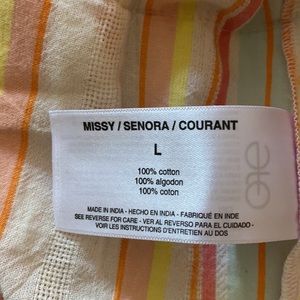 MISSY / SENORA / COURANT
L
100% cotton
100% algodon
100% coton
MADE IN INDIA - HECHO EN INDIA - FABRIQUÉ EN INDE
SEE REVERSE FOR CARE - VER AL REVERSO PARA EL CUIDADO -
VOIR LES INSTRUCTIONS D'ENTRETIEN AU DOS